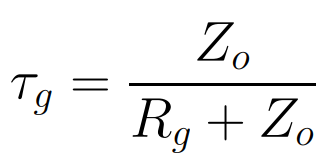 τ_g = Z_o / (R_g + Z_o)